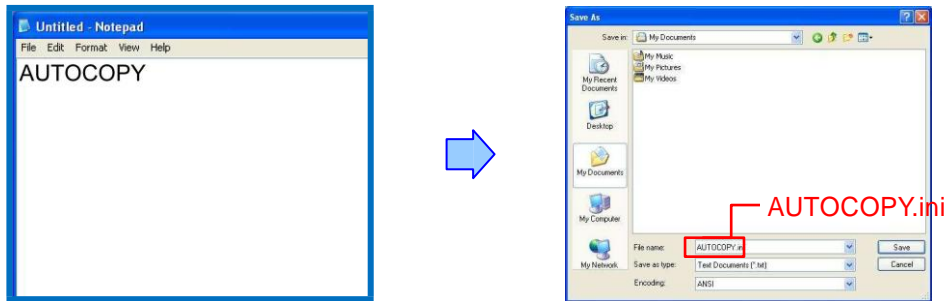 Untitled - Notepad
File Edit Format View Help
AUTOCOPY
Save As
Save in: My Documents
My Recent Documents
Desktop
My Documents
My Computer
My Network
My Music
My Pictures
My Videos
AUTOCOPY.ini
File name: AUTOCOPY.in
Save
Save as type: Text Documents (*.txt)
Cancel
Encoding: ANSI